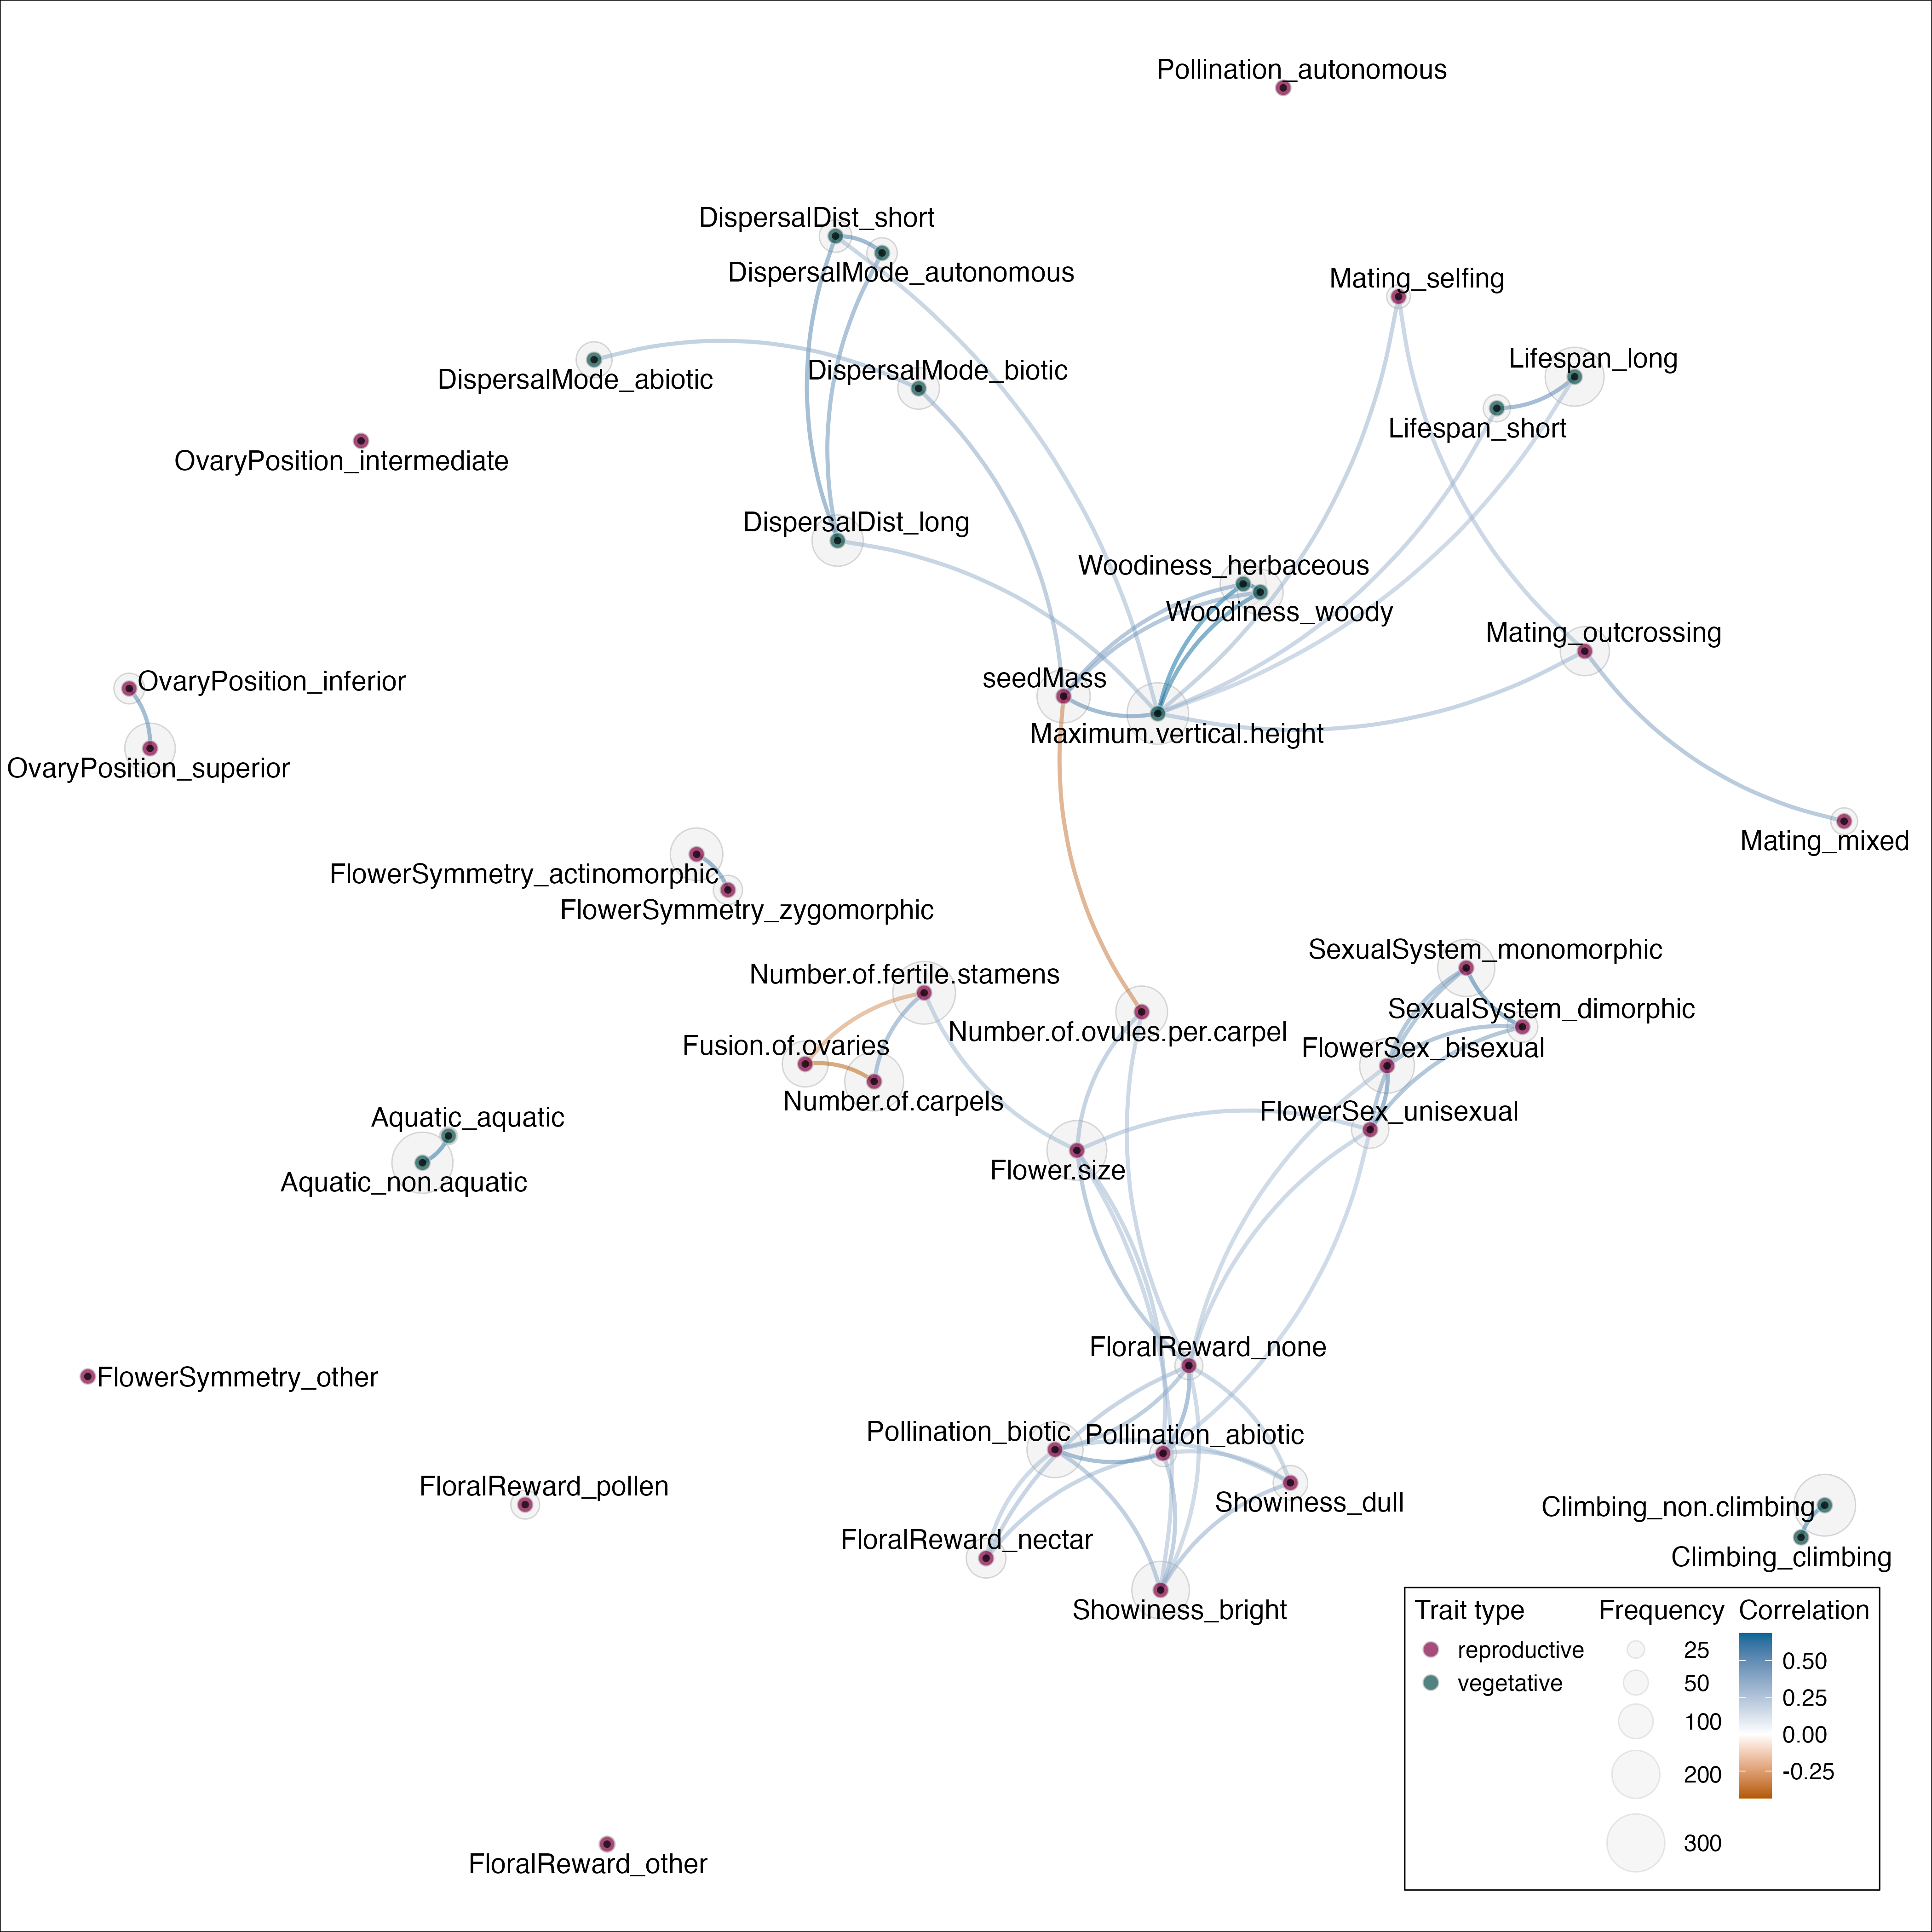 Pollination_autonomous
DispersalDist_short
DispersalMode_autonomous
Mating_selfing
Lifespan_long
DispersalMode_abiotic
DispersalMode_biotic
Lifespan_short
OvaryPosition_intermediate
DispersalDist_long
Woodiness_herbaceous
Woodiness_woody
Mating_outcrossing
OvaryPosition_inferior
seedMass
Maximum.vertical.height
OvaryPosition_superior
Mating_mixed
FlowerSymmetry_actinomorphic
FlowerSymmetry_zygomorphic
SexualSystem_monomorphic
Number.of.fertile.stamens
SexualSystem_dimorphic
Number.of.ovules.per.carpel
Fusion.of.ovaries
FlowerSex_bisexual
Number.of.carpels
FlowerSex_unisexual
Aquatic_aquatic
Flower.size
Aquatic_non.aquatic
FloralReward_none
FlowerSymmetry_other
Pollination_biotic
Pollination_abiotic
FloralReward_pollen
Showiness_dull
Climbing_non.climbing
FloralReward_nectar
Climbing_climbing
Showiness_bright
FloralReward_other
Trait type
reproductive
vegetative
Frequency
25
50
100
200
300
Correlation
0.50
0.25
0.00
-0.25